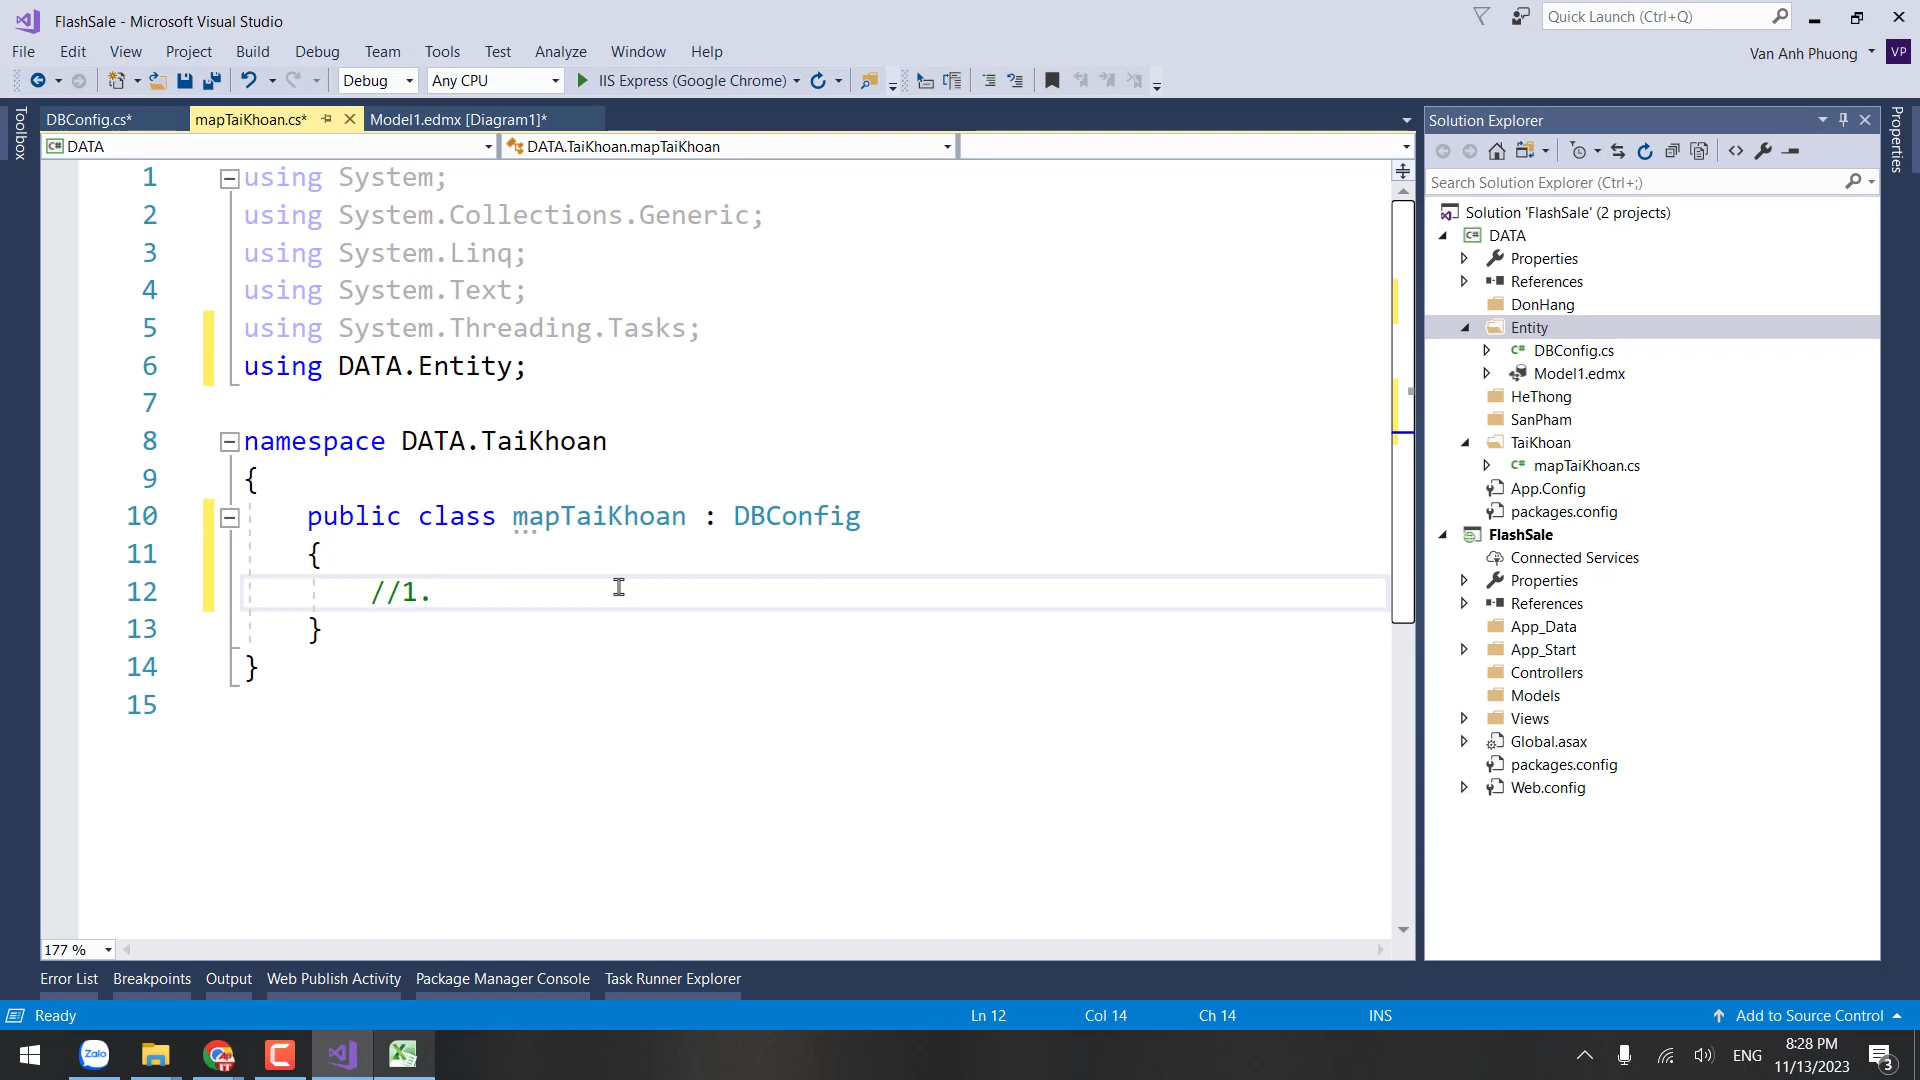 FlashSale - Microsoft Visual Studio
Quick Launch (Ctrl+Q)
File Edit View Project Build Debug Team Tools Test Analyze Window Help
Van Anh Phuong VP
Debug Any CPU IIS Express (Google Chrome)
Toolbox
DBConfig.cs* mapTaiKhoan.cs* Model1.edmx [Diagram1]*
DATA DATA.TaiKhoan.mapTaiKhoan
1 using System;
2 using System.Collections.Generic;
3 using System.Linq;
4 using System.Text;
5 using System.Threading.Tasks;
6 using DATA.Entity;
7
8 namespace DATA.TaiKhoan
9 {
10 public class mapTaiKhoan : DBConfig
11 {
12 //1.
13 }
14 }
15
177 %
Solution Explorer
Search Solution Explorer (Ctrl+;)
Solution 'FlashSale' (2 projects)
C# DATA
Properties
References
DonHang
Entity
C# DBConfig.cs
Model1.edmx
HeThong
SanPham
TaiKhoan
C# mapTaiKhoan.cs
App.Config
packages.config
FlashSale
Connected Services
Properties
References
App_Data
App_Start
Controllers
Models
Views
Global.asax
packages.config
Web.config
Properties
Error List Breakpoints Output Web Publish Activity Package Manager Console Task Runner Explorer
Ready Ln 12 Col 14 Ch 14 INS Add to Source Control
Zalo
ENG
8:28 PM
11/13/2023
3